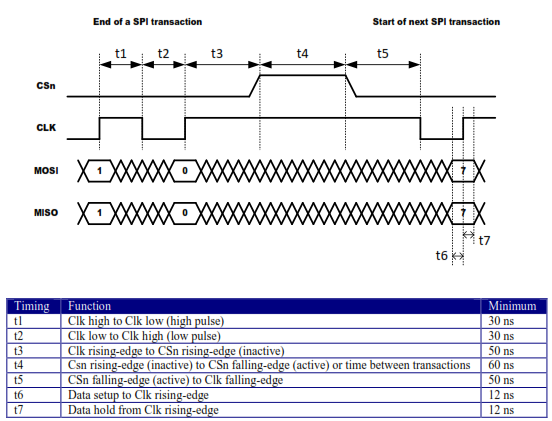 End of a SPI transaction Start of next SPI transaction
t1 t2 t3 t4 t5
CSn
CLK
MOSI 1 0 7
MISO 1 0 7
t7
t6
Timing Function Minimum
t1 Clk high to Clk low (high pulse) 30 ns
t2 Clk low to Clk high (low pulse) 30 ns
t3 Clk rising-edge to CSn rising-edge (inactive) 50 ns
t4 Csn rising-edge (inactive) to CSn falling-edge (active) or time between transactions 60 ns
t5 CSn falling-edge (active) to Clk falling-edge 50 ns
t6 Data setup to Clk rising-edge 12 ns
t7 Data hold from Clk rising-edge 12 ns